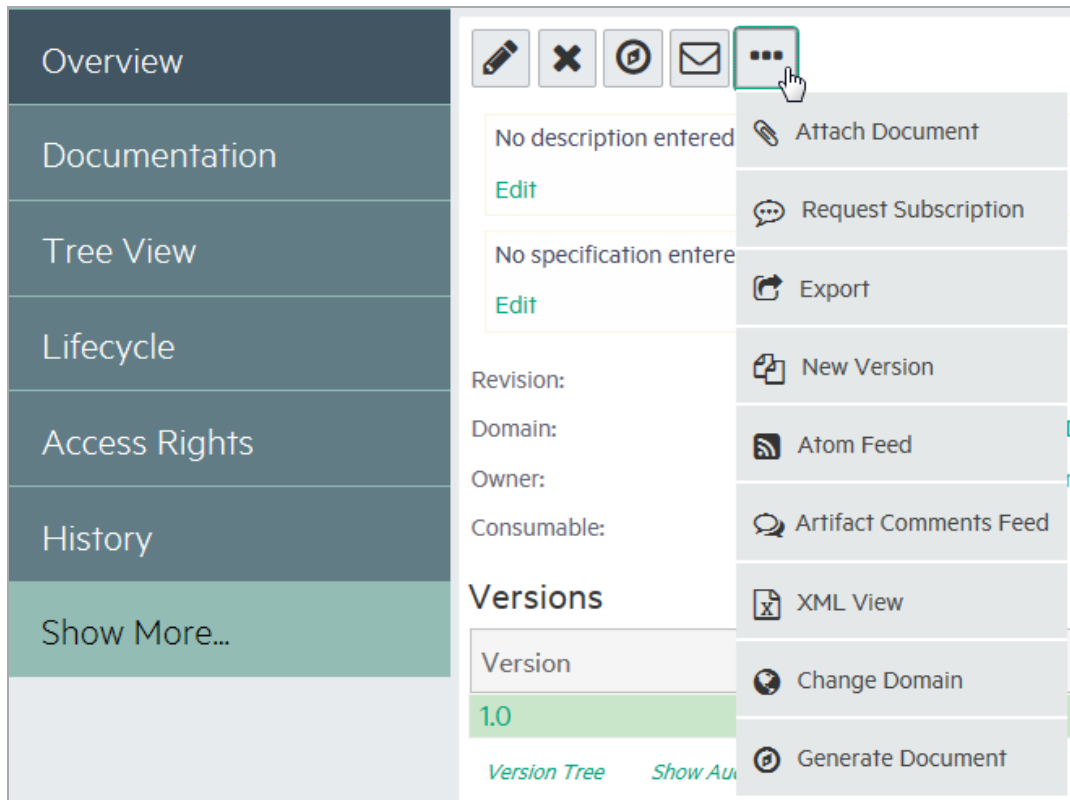 Overview
Documentation
Tree View
Lifecycle
Access Rights
History
Show More...
No description entered
Edit
No specification entere
Edit
Revision:
Domain:
Owner:
Consumable:
Versions
Version
1.0
Version Tree Show Au
Attach Document
Request Subscription
Export
New Version
Atom Feed
Artifact Comments Feed
XML View
Change Domain
Generate Document